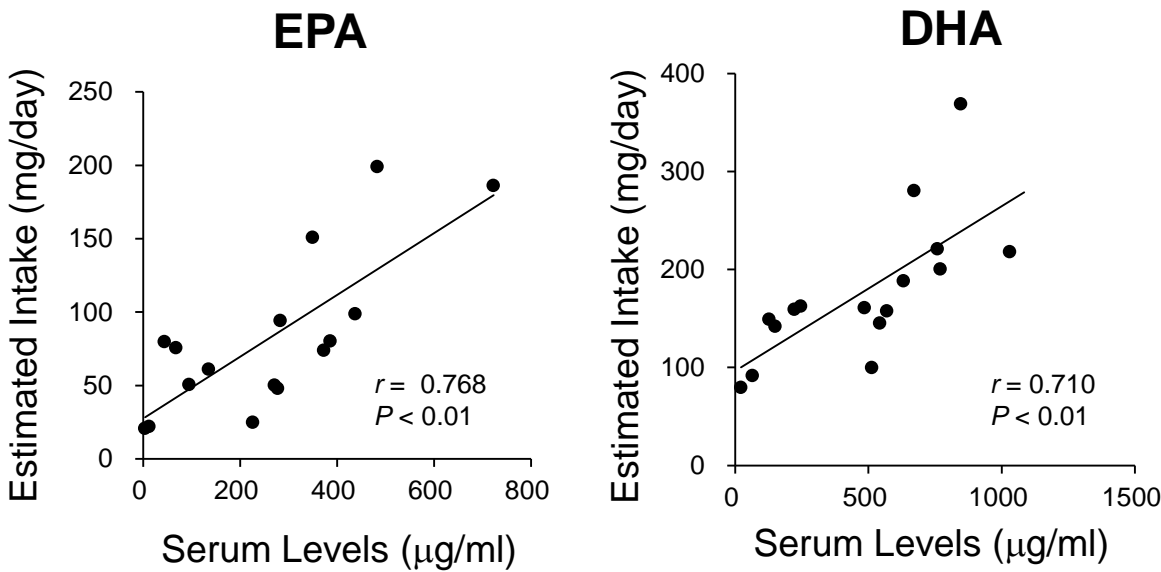 EPA
Estimated Intake (mg/day)
250
200
150
100
50
0
r = 0.768
P < 0.01
0 200 400 600 800
Serum Levels (μg/ml)
DHA
Estimated Intake (mg/day)
400
300
200
100
0
r = 0.710
P < 0.01
0 500 1000 1500
Serum Levels (μg/ml)